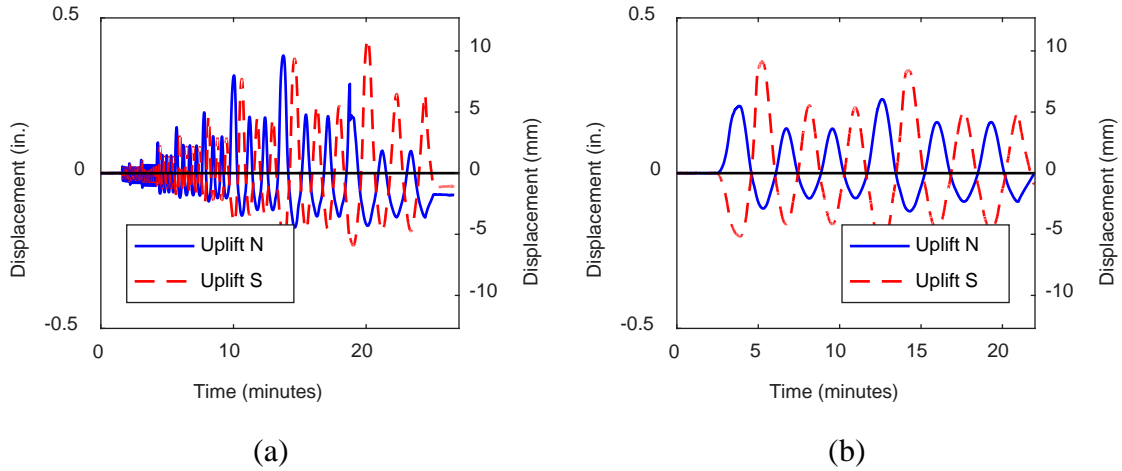 0.5
0
-0.5
Displacement (in.)
10
5
0
-5
-10
Displacement (mm)
Uplift N
Uplift S
0
10
20
Time (minutes)
(a)
0.5
0
-0.5
Displacement (in.)
10
5
0
-5
-10
Displacement (mm)
Uplift N
Uplift S
0
5
10
15
20
Time (minutes)
(b)